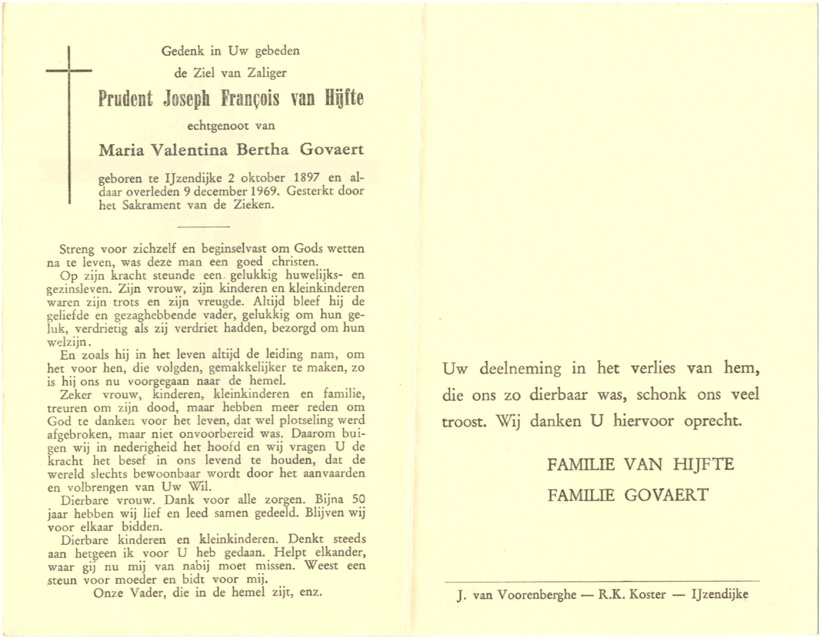 Gedenk in Uw gebeden
de Ziel van Zaliger
Prudent Joseph François van Hijfte
echtgenoot van
Maria Valentina Bertha Govaert
geboren te IJzendijke 2 oktober 1897 en al-
daar overleden 9 december 1969. Gesterkt door
het Sakrament van de Zieken.
Streng voor zichzelf en beginselvast om Gods wetten
na te leven, was deze man een goed christen.
Op zijn kracht steunde een gelukkig huwelijks- en
gezinsleven. Zijn vrouw, zijn kinderen en kleinkinderen
waren zijn trots en zijn vreugde. Altijd bleef hij de
geliefde en gezaghebbende vader, gelukkig om hun ge-
luk, verdrietig als zij verdriet hadden, bezorgd om hun
welzijn.
En zoals hij in het leven altijd de leiding nam, om
het voor hen, die volgden, gemakkelijker te maken, zo
is hij ons nu voorgegaan naar de hemel.
Zeker vrouw, kinderen, kleinkinderen en familie,
treuren om zijn dood, maar hebben meer reden om
God te danken voor het leven, dat wel plotseling werd
afgebroken, maar niet onvoorbereid was. Daarom bui-
gen wij in nederigheid het hoofd en wij vragen U de
kracht het besef in ons levend te houden, dat de
wereld slechts bewoonbaar wordt door het aanvaarden
en volbrengen van Uw Wil.
Dierbare vrouw. Dank voor alle zorgen. Bijna 50
jaar hebben wij lief en leed samen gedeeld. Blijven wij
voor elkaar bidden.
Dierbare kinderen en kleinkinderen. Denkt steeds
aan hetgeen ik voor U heb gedaan. Helpt elkander,
waar gij nu mij van nabij moet missen. Weest een
steun voor moeder en bidt voor mij.
Onze Vader, die in de hemel zijt, enz.
Uw deelneming in het verlies van hem,
die ons zo dierbaar was, schonk ons veel
troost. Wij danken U hiervoor oprecht.
FAMILIE VAN HIJFTE
FAMILIE GOVAERT
J. van Voorenberghe — R.K. Koster — IJzendijke